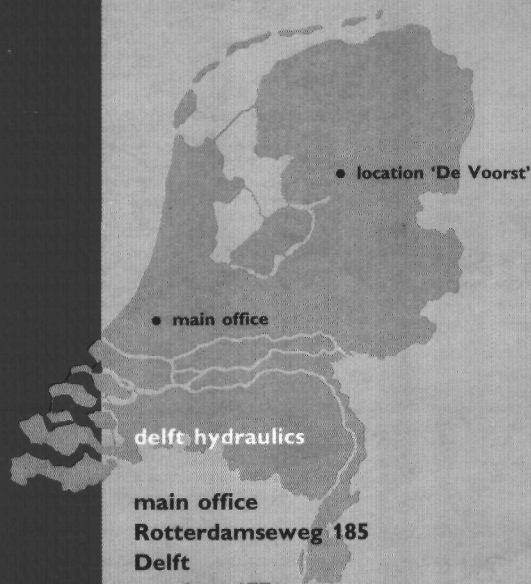 location 'De Voorst'
main office
delft hydraulics
main office
Rotterdamseweg 185
Delft